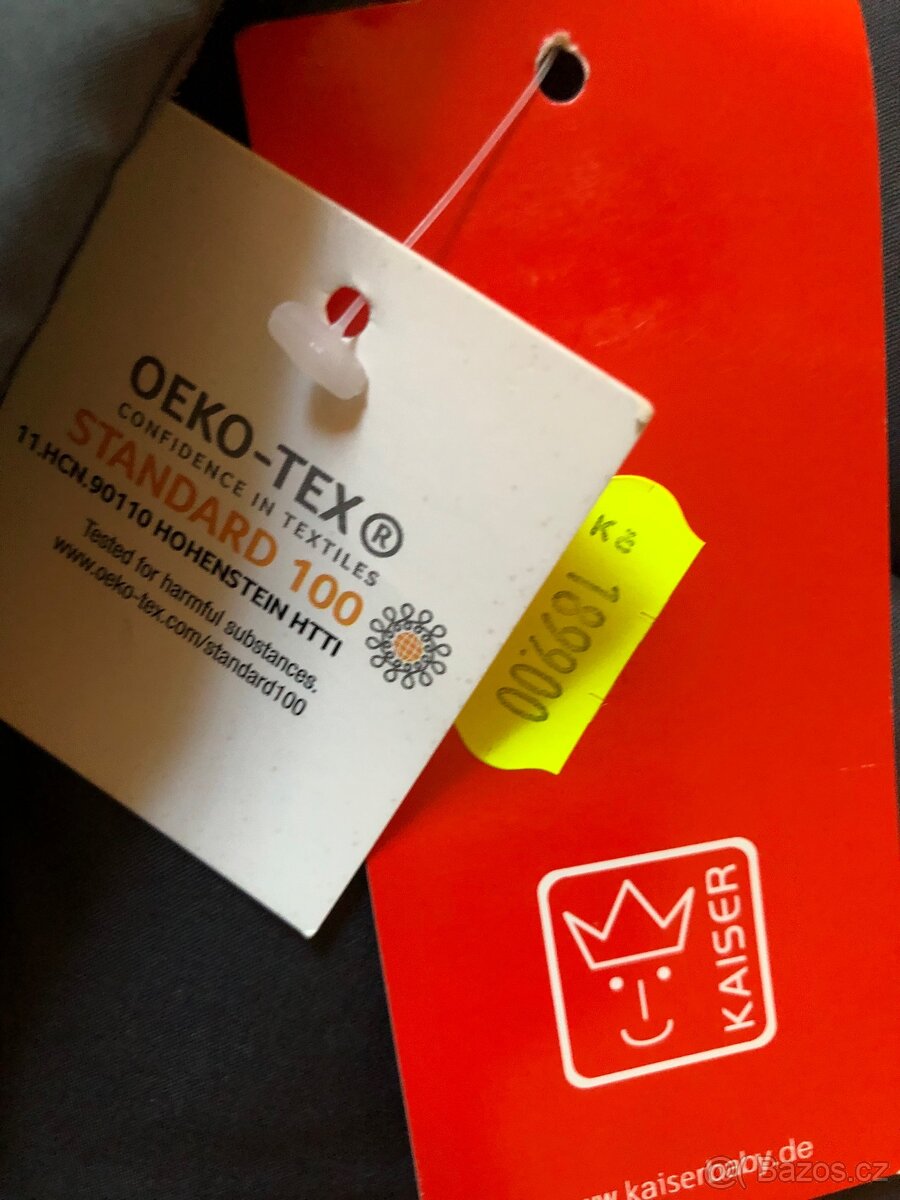 OEKO-TEX®
CONFIDENCE IN TEXTILES
STANDARD 100
11.HCN.90110 HOHENSTEIN HTTI
Tested for harmful substances.
www.oeko-tex.com/standard100
Kč
1899.00
KAISER
www.kaiserbaby.de
Bazos.cz